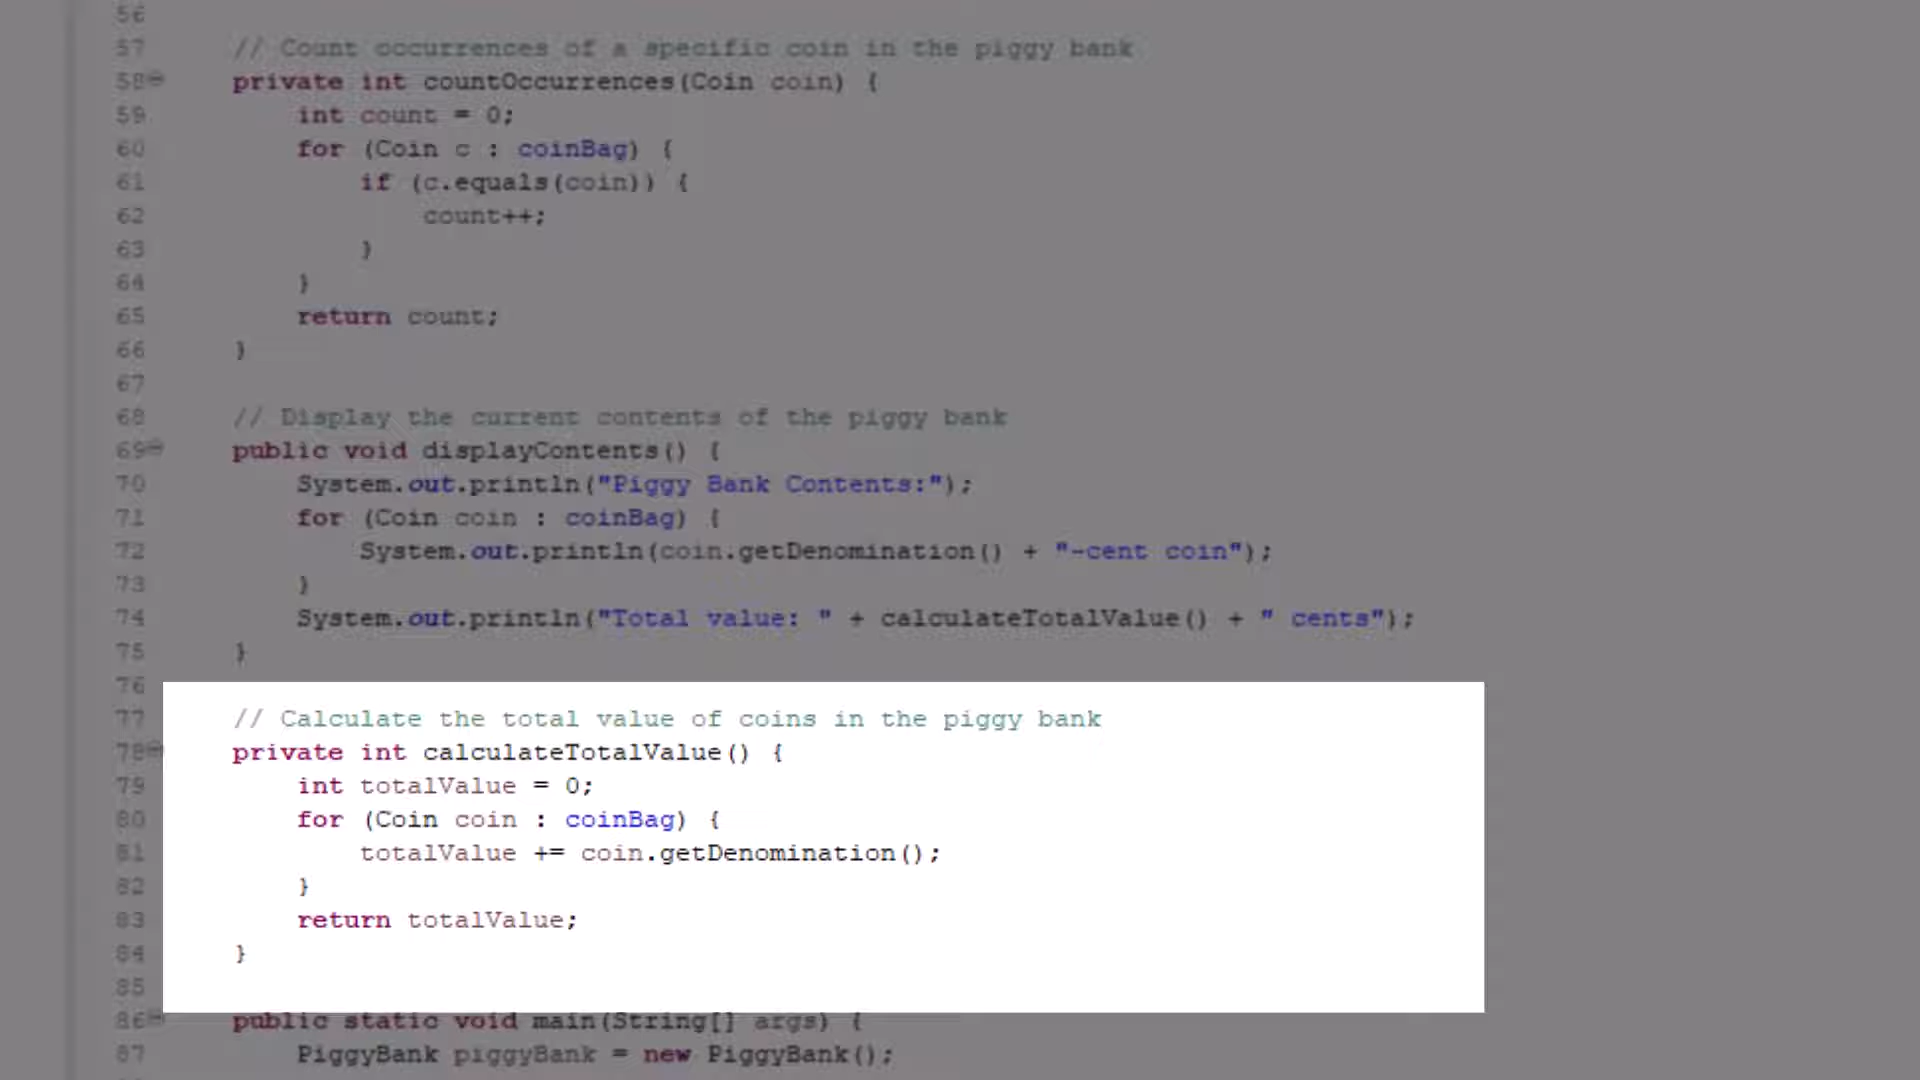 56
57 // Count occurrences of a specific coin in the piggy bank
58 private int countOccurrences(Coin coin) {
59 int count = 0;
60 for (Coin c : coinBag) {
61 if (c.equals(coin)) {
62 count++;
63 }
64 }
65 return count;
66 }
67
68 // Display the current contents of the piggy bank
69 public void displayContents() {
70 System.out.println("Piggy Bank Contents:");
71 for (Coin coin : coinBag) {
72 System.out.println(coin.getDenomination() + "-cent coin");
73 }
74 System.out.println("Total value: " + calculateTotalValue() + " cents");
75 }
76
77 // Calculate the total value of coins in the piggy bank
78 private int calculateTotalValue() {
79 int totalValue = 0;
80 for (Coin coin : coinBag) {
81 totalValue += coin.getDenomination();
82 }
83 return totalValue;
84 }
85
86 public static void main(String[] args) {
87 PiggyBank piggyBank = new PiggyBank();